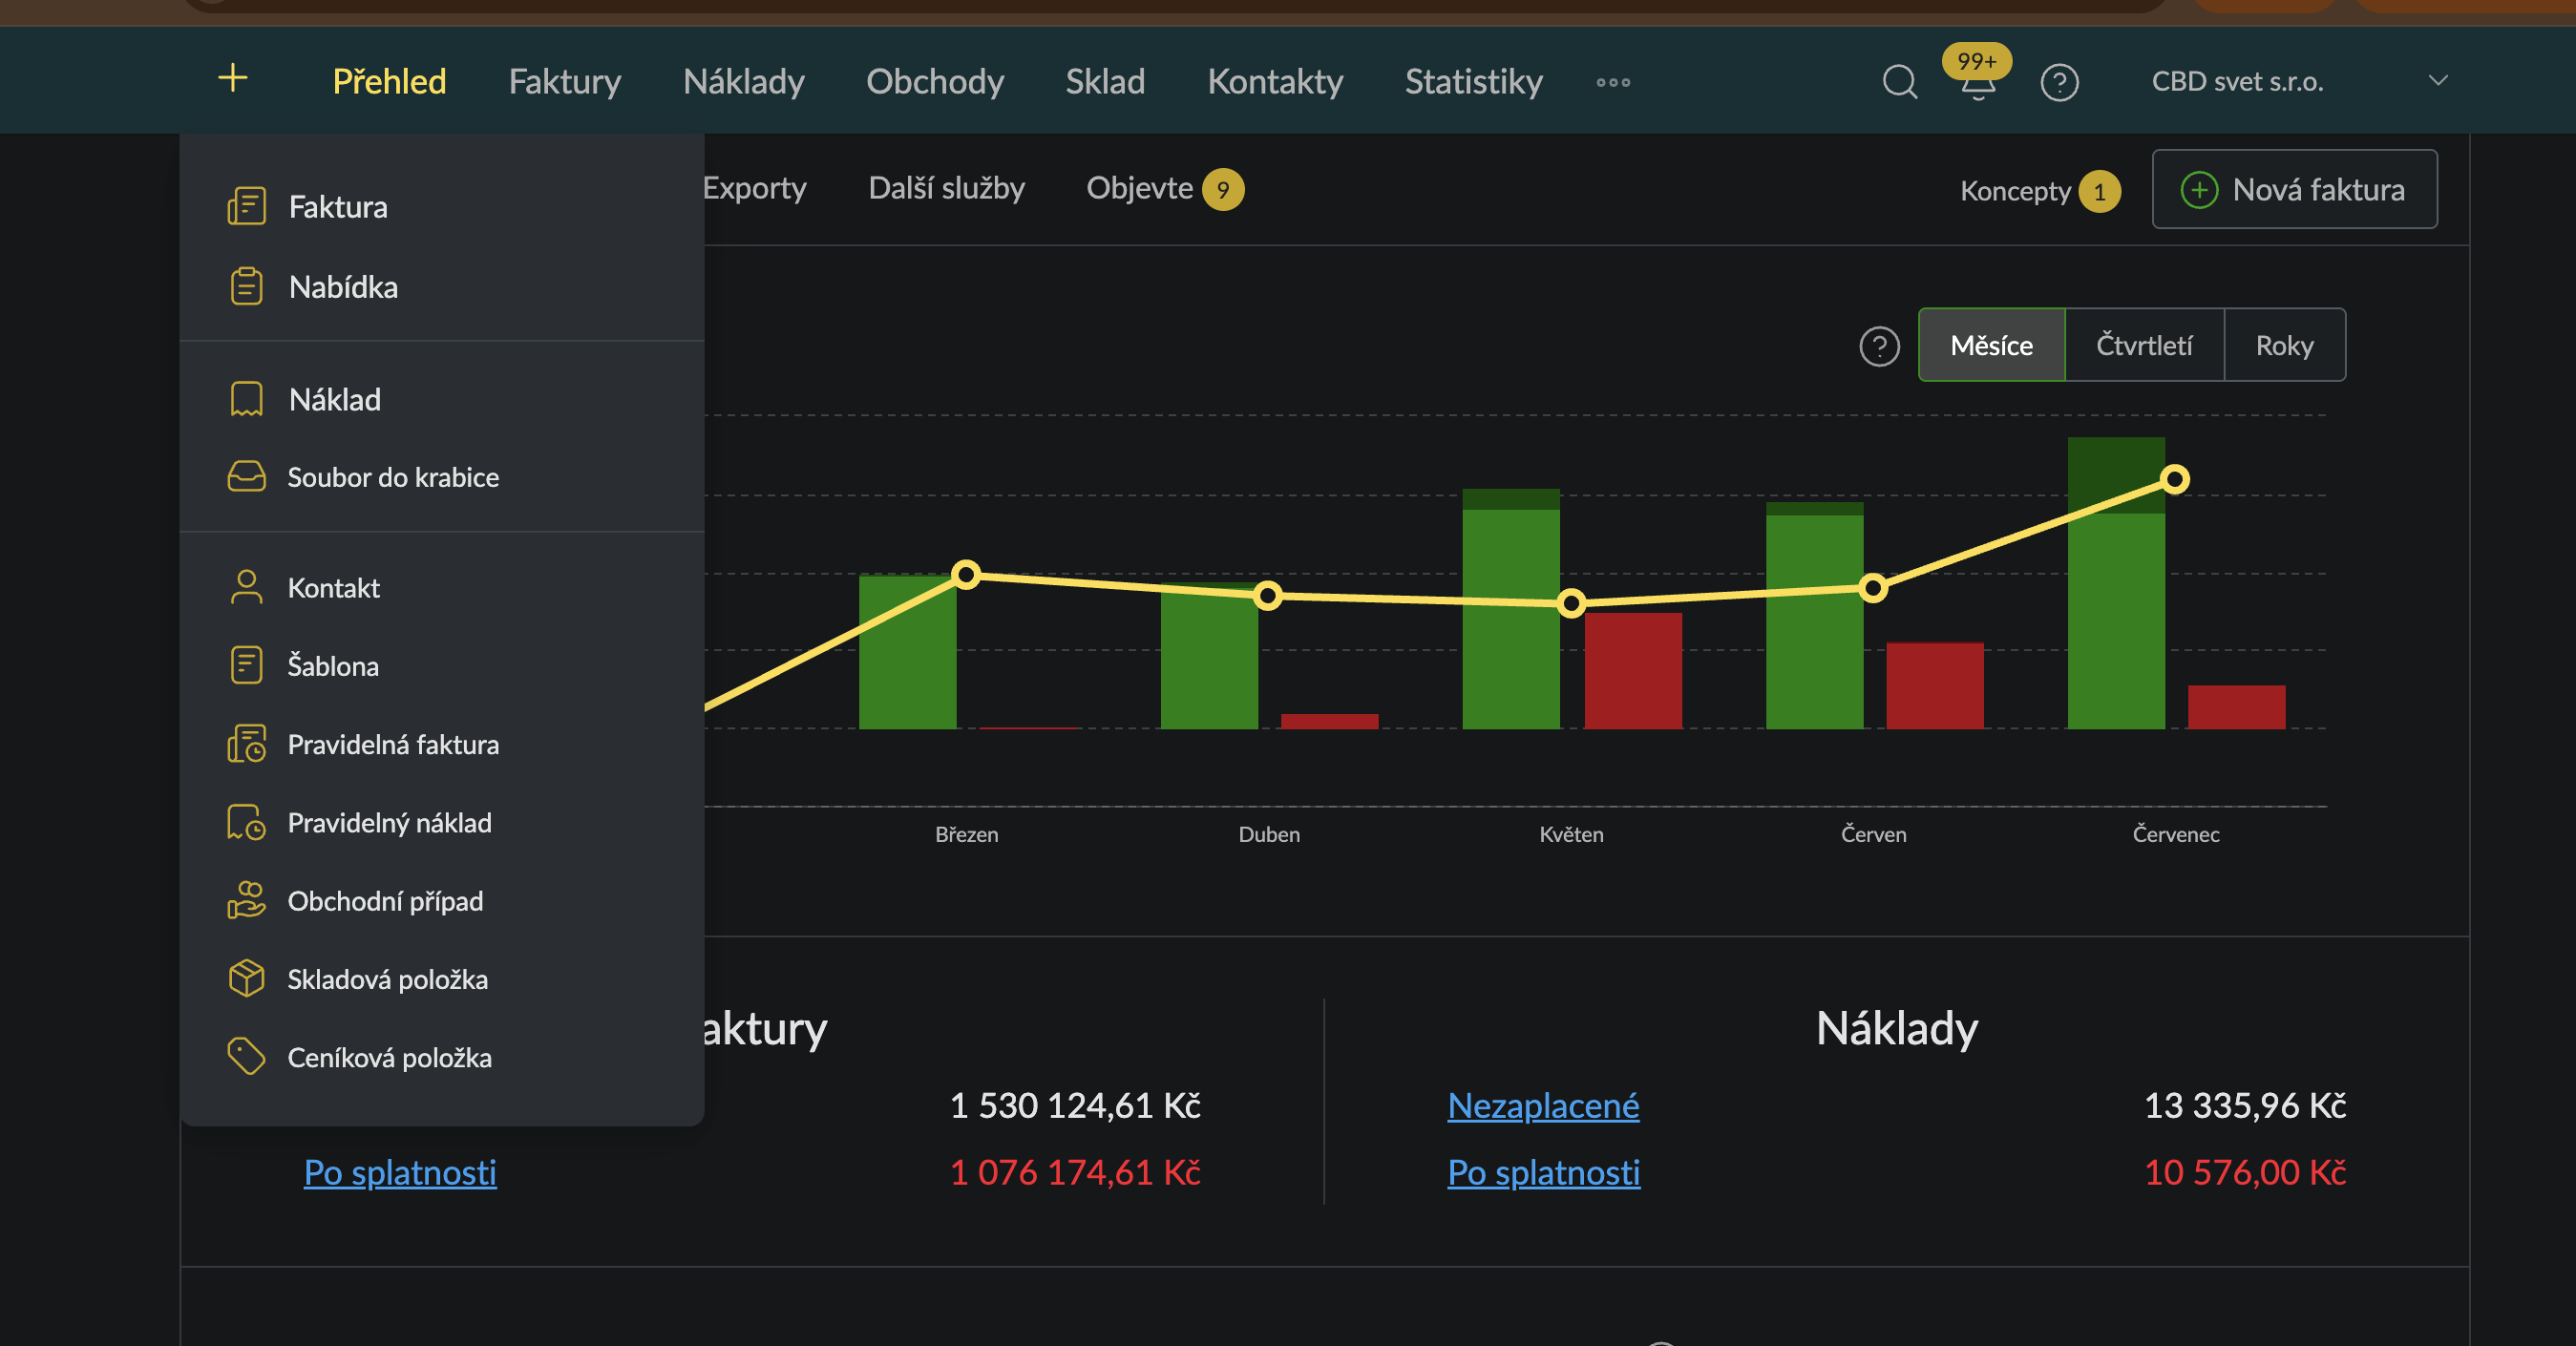 Přehled Faktury Náklady Obchody Sklad Kontakty Statistiky 99+ CBD svet s.r.o.
Exporty Další služby Objevte 9 Koncepty 1 Nová faktura
Faktura
Nabídka
Náklad
Soubor do krabice
Kontakt
Šablona
Pravidelná faktura
Pravidelný náklad
Obchodní případ
Skladová položka
Ceníková položka
Měsíce Čtvrtletí Roky
Březen Duben Květen Červen Červenec
aktury
1 530 124,61 Kč
Po splatnosti 1 076 174,61 Kč
Náklady
Nezaplacené 13 335,96 Kč
Po splatnosti 10 576,00 Kč